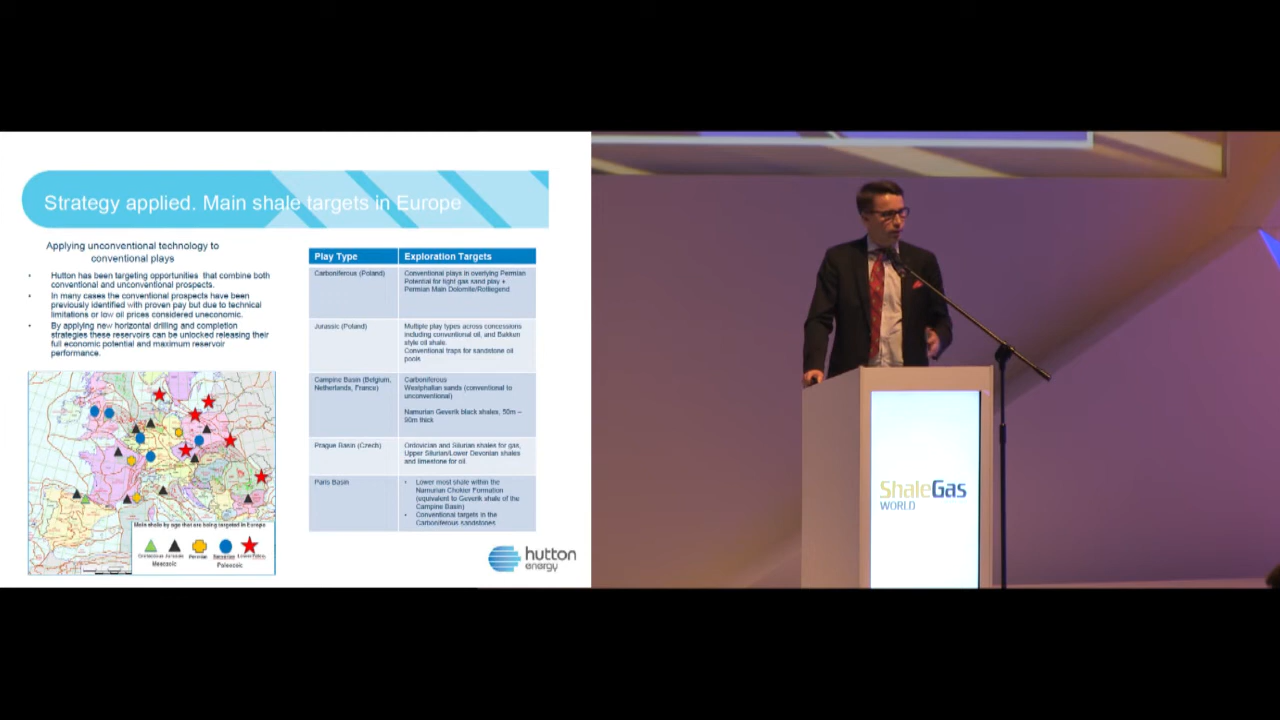 Strategy applied. Main shale targets in Europe
Applying unconventional technology to
conventional plays
• Hutton has been targeting opportunities that combine both
conventional and unconventional prospects.
• In many cases the conventional prospects have been
previously identified with proven pay but due to technical
limitations or low oil prices considered uneconomic.
• By applying new horizontal drilling and completion
strategies these reservoirs can be unlocked releasing their
full economic potential and maximum reservoir
performance.
Main shale by age that are being targeted in Europe
Cretaceous Jurassic Permian
Mesozoic Paleozoic
Play Type Exploration Targets
Carboniferous (Poland)
Conventional plays in overlying Permian
Potential for tight gas sand play +
Permian Main Dolomite/Rotliegend
Jurassic (Poland)
Multiple play types across concessions
including conventional oil, and Bakken
style oil shale.
Conventional traps for sandstone oil
pools
Campine Basin (Belgium,
Netherlands, France)
Carboniferous
Westphalian sands (conventional to
unconventional)
Namurian Geverik black shales, 50m –
90m thick
Prague Basin (Czech)
Ordovician and Silurian shales for gas,
Upper Silurian/Lower Devonian shales
and limestone for oil
Paris Basin
• Lower most shale within the
Namurian Chokier Formation
(equivalent to Geverik shale of the
Campine Basin)
• Conventional targets in the
Carboniferous sandstones
hutton
energy
ShaleGas
WORLD